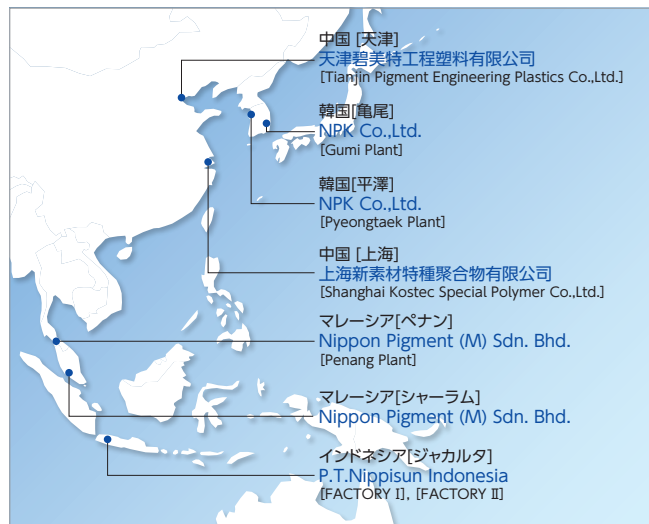 中国 [天津]
天津碧美特工程塑料有限公司
[Tianjin Pigment Engineering Plastics Co.,Ltd.]
韓国[亀尾]
NPK Co.,Ltd.
[Gumi Plant]
韓国[平澤]
NPK Co.,Ltd.
[Pyeongtaek Plant]
中国 [上海]
上海新素材特種聚合物有限公司
[Shanghai Kostec Special Polymer Co.,Ltd.]
マレーシア[ペナン]
Nippon Pigment (M) Sdn. Bhd.
[Penang Plant]
マレーシア[シャーラム]
Nippon Pigment (M) Sdn. Bhd.
インドネシア[ジャカルタ]
P.T.Nippisun Indonesia
[FACTORY Ⅰ], [FACTORY Ⅱ]